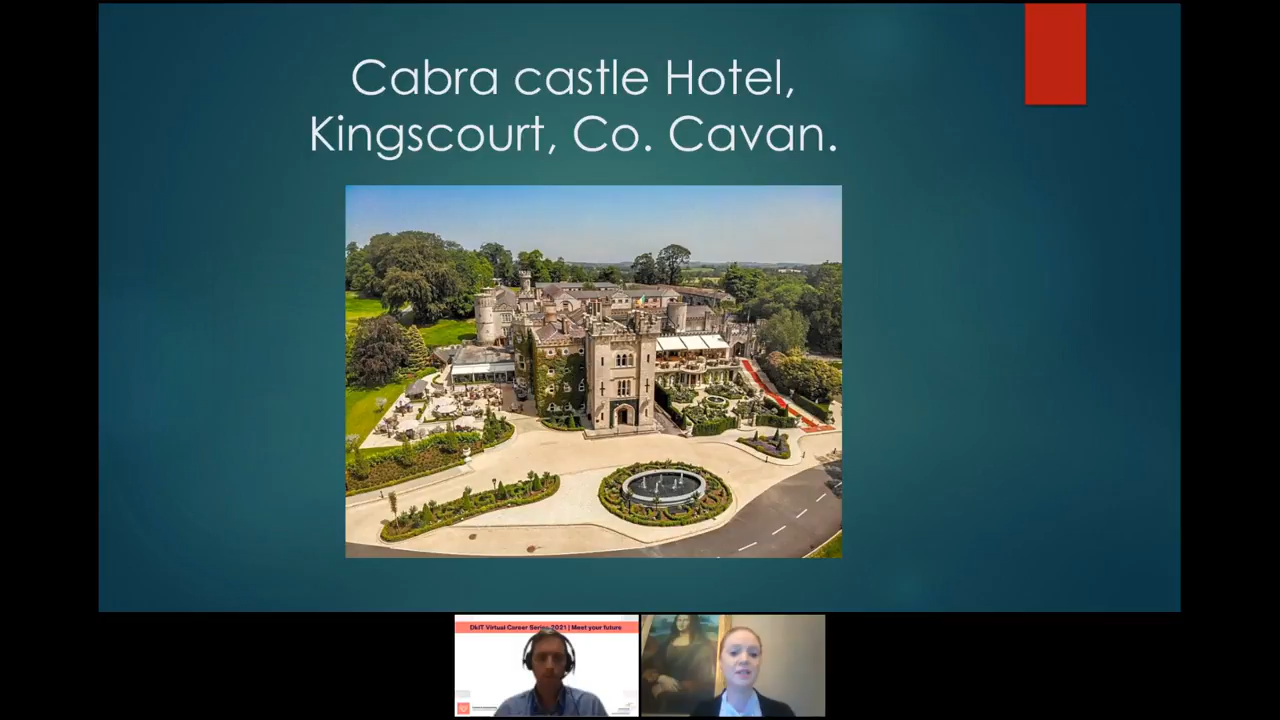 Cabra castle Hotel,
Kingscourt, Co. Cavan.
DkIT Virtual Career Series 2021 | Meet your future